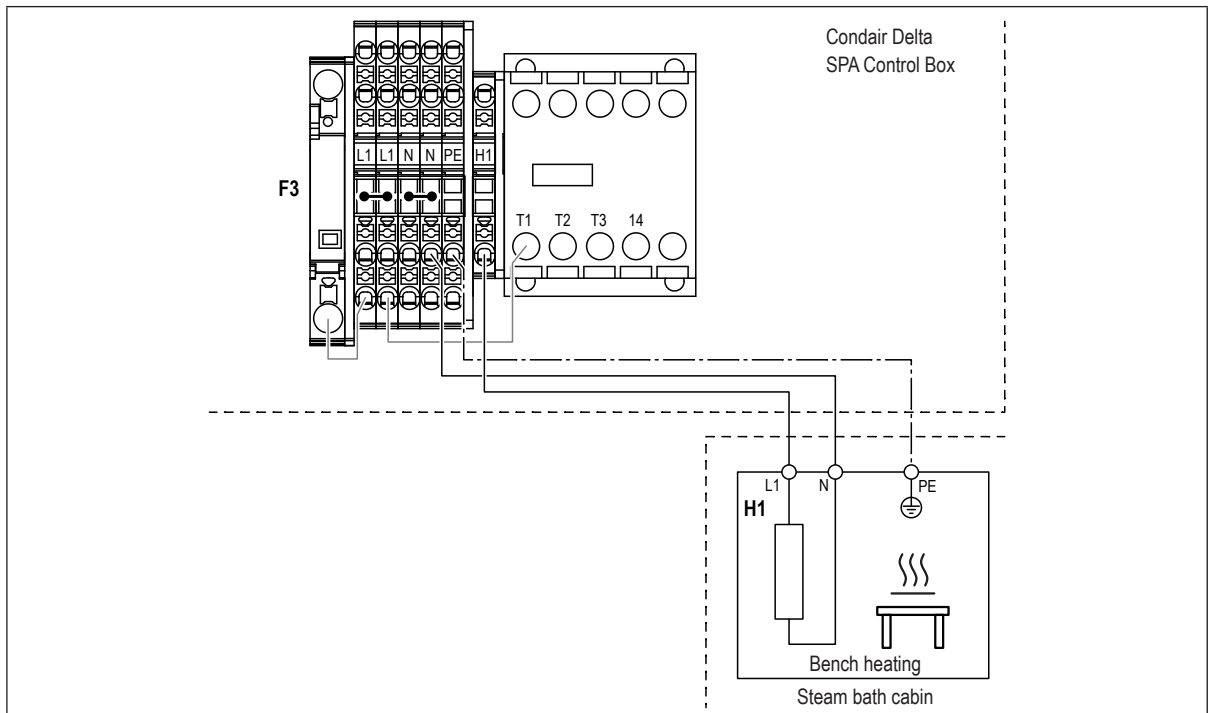 Condair Delta
SPA Control Box
L1 L1 N N PE H1
F3
T1 T2 T3 14
L1 N PE
H1
Bench heating
Steam bath cabin